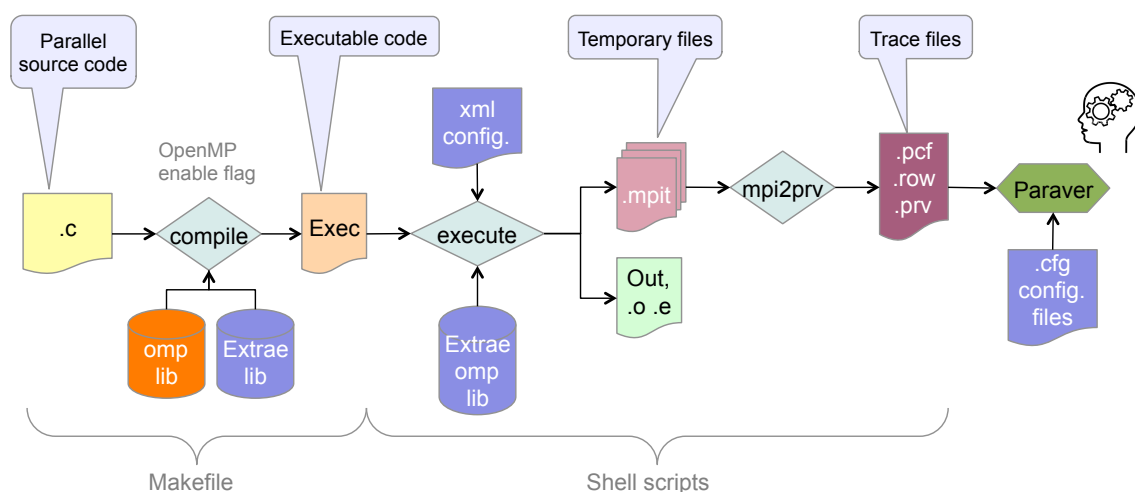 Parallel
source code
Executable code
Temporary files
Trace files
OpenMP
enable flag
xml
config.
.c
compile
Exec
execute
.mpit
mpi2prv
.pcf
.row
.prv
Paraver
Out,
.o .e
.cfg
config.
files
omp
lib
Extrae
lib
Extrae
omp
lib
Makefile
Shell scripts